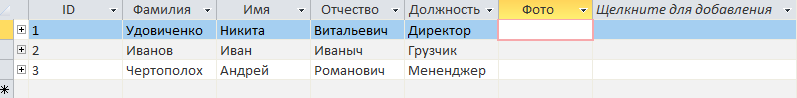 ID Фамилия Имя Отчество Должность Фото Щелкните для добавления
1 Удовиченко Никита Витальевич Директор
2 Иванов Иван Иваныч Грузчик
3 Чертополох Андрей Романович Мененджер